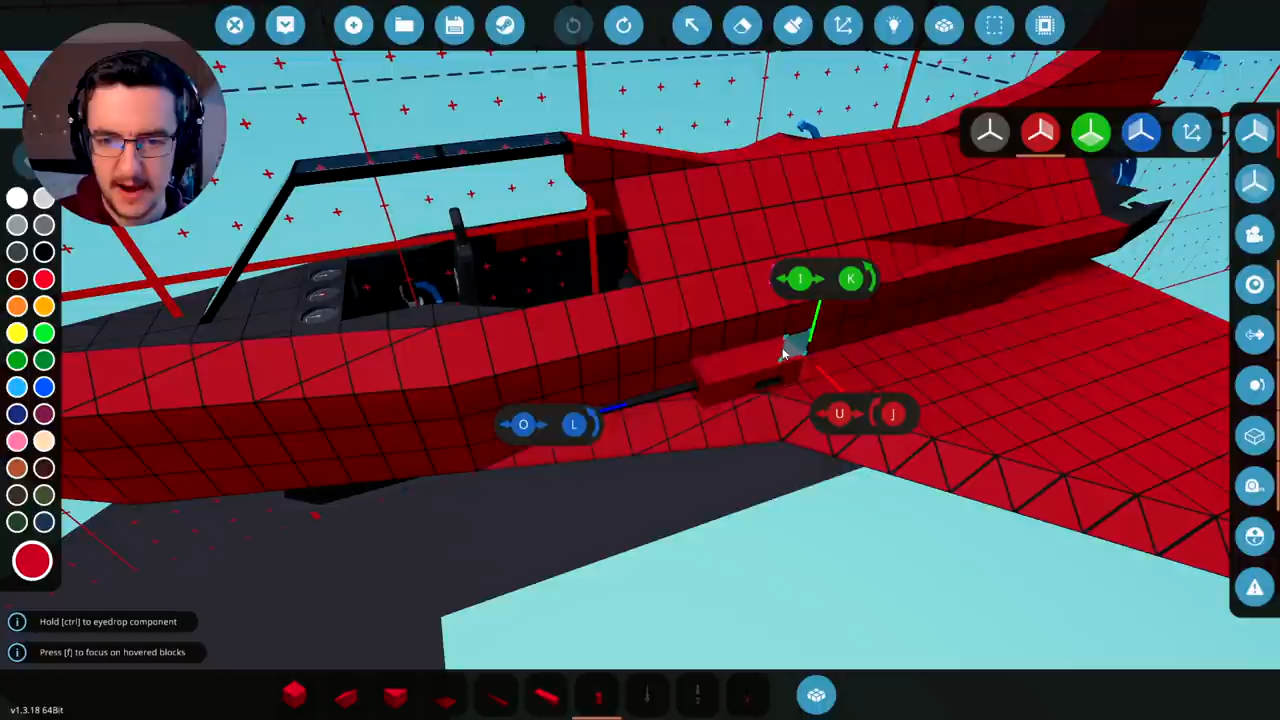 I K
O L
U J
Hold [ctrl] to eyedrop component
Press [f] to focus on hovered blocks
v1.3.18 64Bit